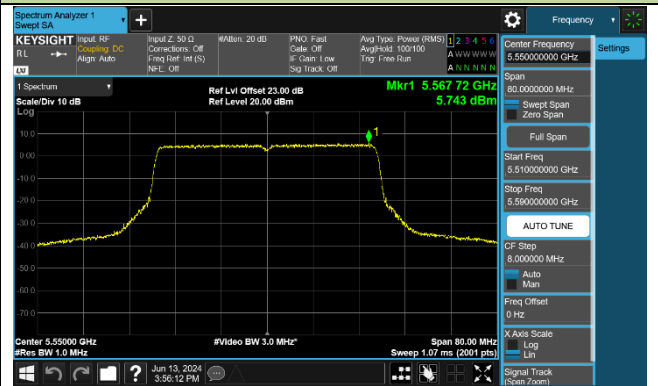 Spectrum Analyzer 1
Swept SA
Frequency
KEYSIGHT
RL
Input: RF
Coupling: DC
Align: Auto
Input Z: 50 Ω
Corrections: Off
Freq Ref: Int (S)
NFE: Off
#Atten: 20 dB
PNO: Fast
Gate: Off
IF Gain: Low
Sig Track: Off
Avg Type: Power (RMS)
Avg|Hold: 100/100
Trig: Free Run
1 2 3 4 5 6
A W W W W W
A N N N N N
Center Frequency
5.550000000 GHz
Settings
Span
80.0000000 MHz
Swept Span
Zero Span
Full Span
Start Freq
5.510000000 GHz
Stop Freq
5.590000000 GHz
AUTO TUNE
CF Step
8.000000 MHz
Auto
Man
Freq Offset
0 Hz
X Axis Scale
Log
Lin
Signal Track
(Span Zoom)
1 Spectrum
Scale/Div 10 dB
Log
Ref Lvl Offset 23.00 dB
Ref Level 20.00 dBm
Mkr1 5.567 72 GHz
5.743 dBm
1
10.0
0.00
-10.0
-20.0
-30.0
-40.0
-50.0
-60.0
-70.0
Center 5.55000 GHz
#Res BW 1.0 MHz
#Video BW 3.0 MHz*
Span 80.00 MHz
Sweep 1.07 ms (2001 pts)
Jun 13, 2024
3:56:12 PM